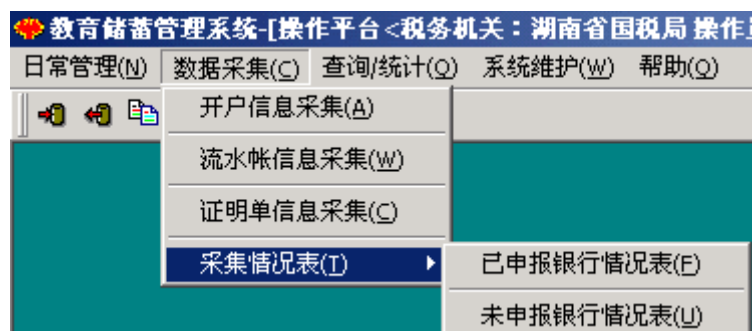 教育储蓄管理系统-[操作平台<税务机关：湖南省国税局 操作
日常管理(N) 数据采集(C) 查询/统计(Q) 系统维护(W) 帮助(O)
开户信息采集(A)
流水帐信息采集(W)
证明单信息采集(C)
采集情况表(T)
已申报银行情况表(F)
未申报银行情况表(U)